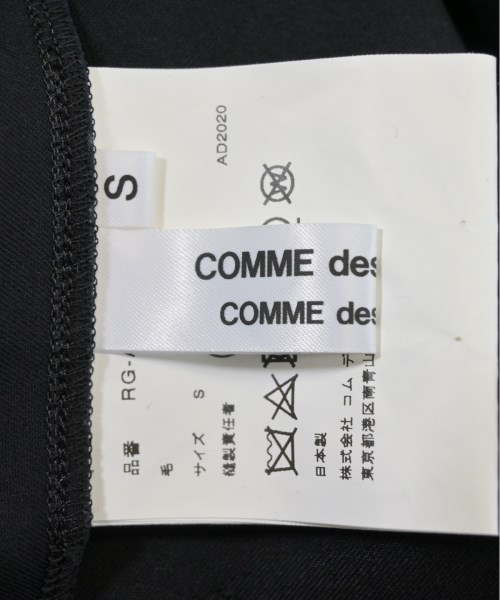 S
COMME des
COMME des
AD2020
品番 RG-
毛
サイズ S
縫製責任者
日本製
株式会社 コム デ
東京都港区南青山